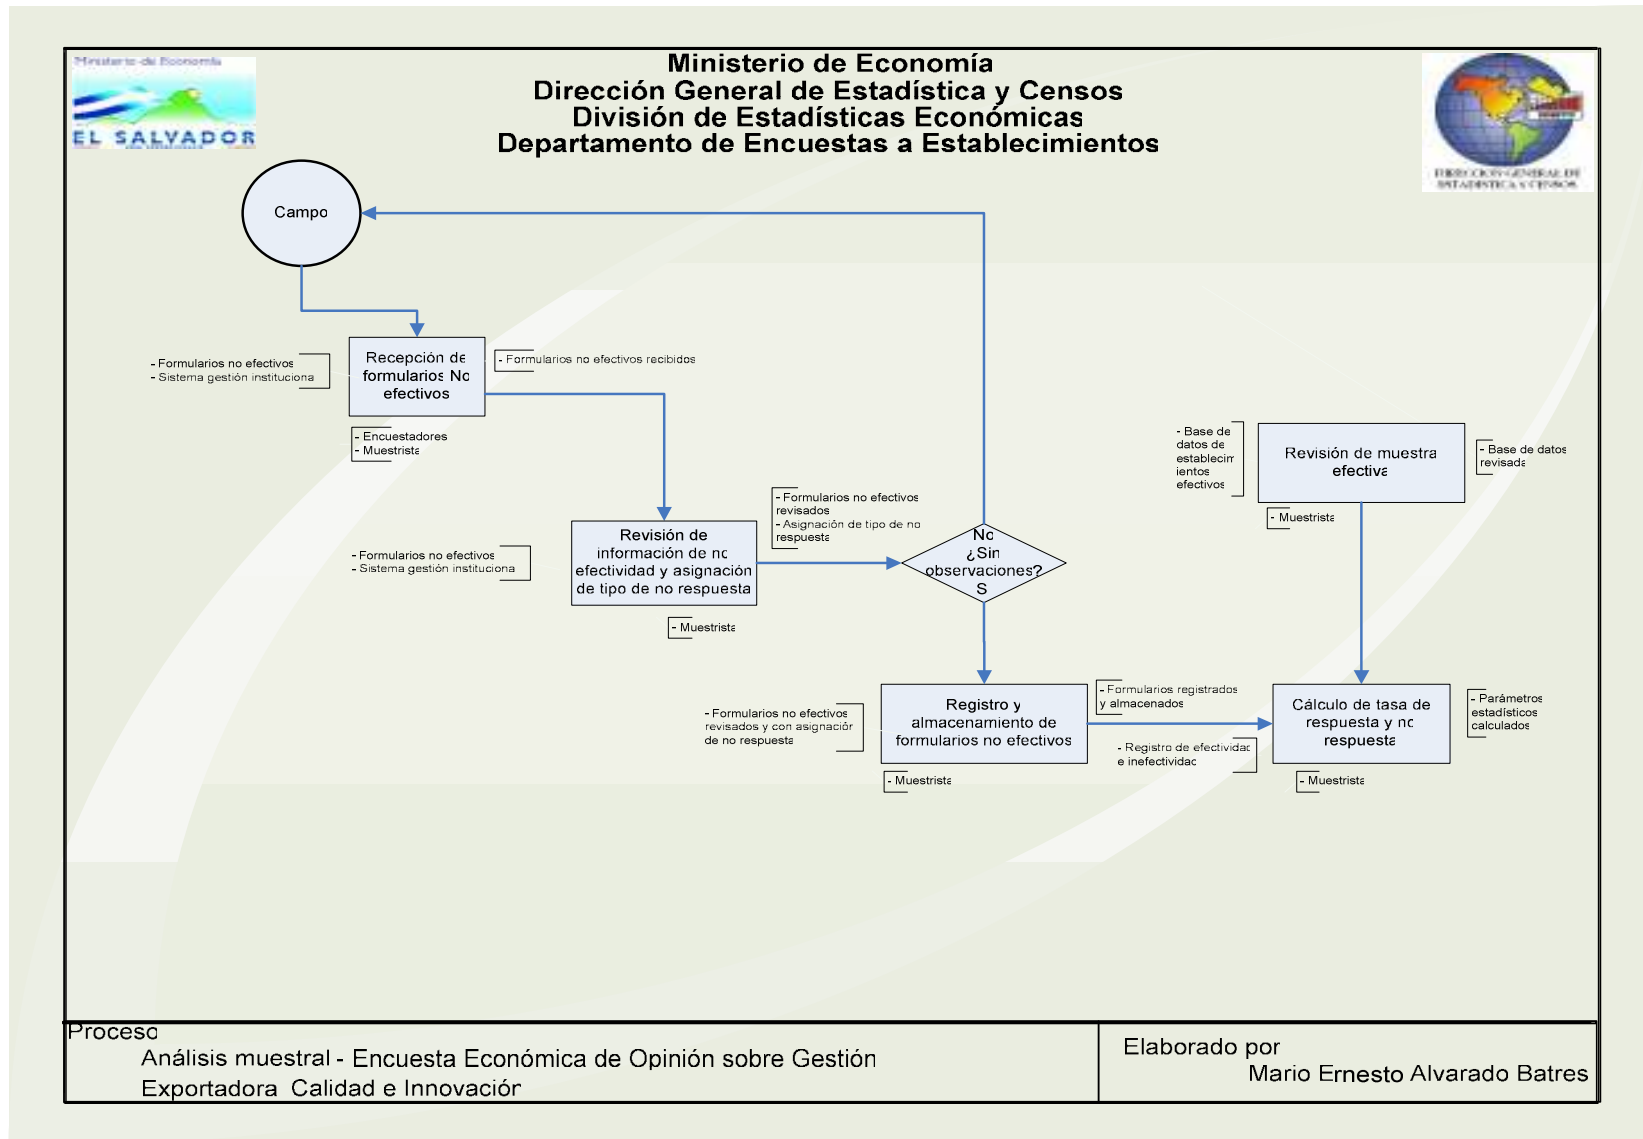 Ministerio de Economía
EL SALVADOR
Ministerio de Economía
Dirección General de Estadística y Censos
División de Estadísticas Económicas
Departamento de Encuestas a Establecimientos
DIRECCION GENERAL DE
ESTADISTICA Y CENSOS
Campo
- Formularios no efectivos
- Sistema gestión instituciona
Recepción de
formularios No
efectivos
- Formularios no efectivos recibidos
- Encuestadores
- Muestrista
- Formularios no efectivos
- Sistema gestión instituciona
Revisión de
información de no
efectividad y asignación
de tipo de no respuesta
- Muestrista
- Formularios no efectivos
revisados
- Asignación de tipo de no
respuesta
No
¿Sin
observaciones?
S
- Base de
datos de
establecim
ientos
efectivos
Revisión de muestra
efectiva
- Base de datos
revisada
- Muestrista
- Formularios no efectivos
revisados y con asignación
de no respuesta
Registro y
almacenamiento de
formularios no efectivos
- Muestrista
- Formularios registrados
y almacenados
- Registro de efectividad
e inefectividad
Cálculo de tasa de
respuesta y no
respuesta
- Parámetros
estadísticos
calculados
- Muestrista
Proceso
Análisis muestral - Encuesta Económica de Opinión sobre Gestión
Exportadora Calidad e Innovación
Elaborado por
Mario Ernesto Alvarado Batres